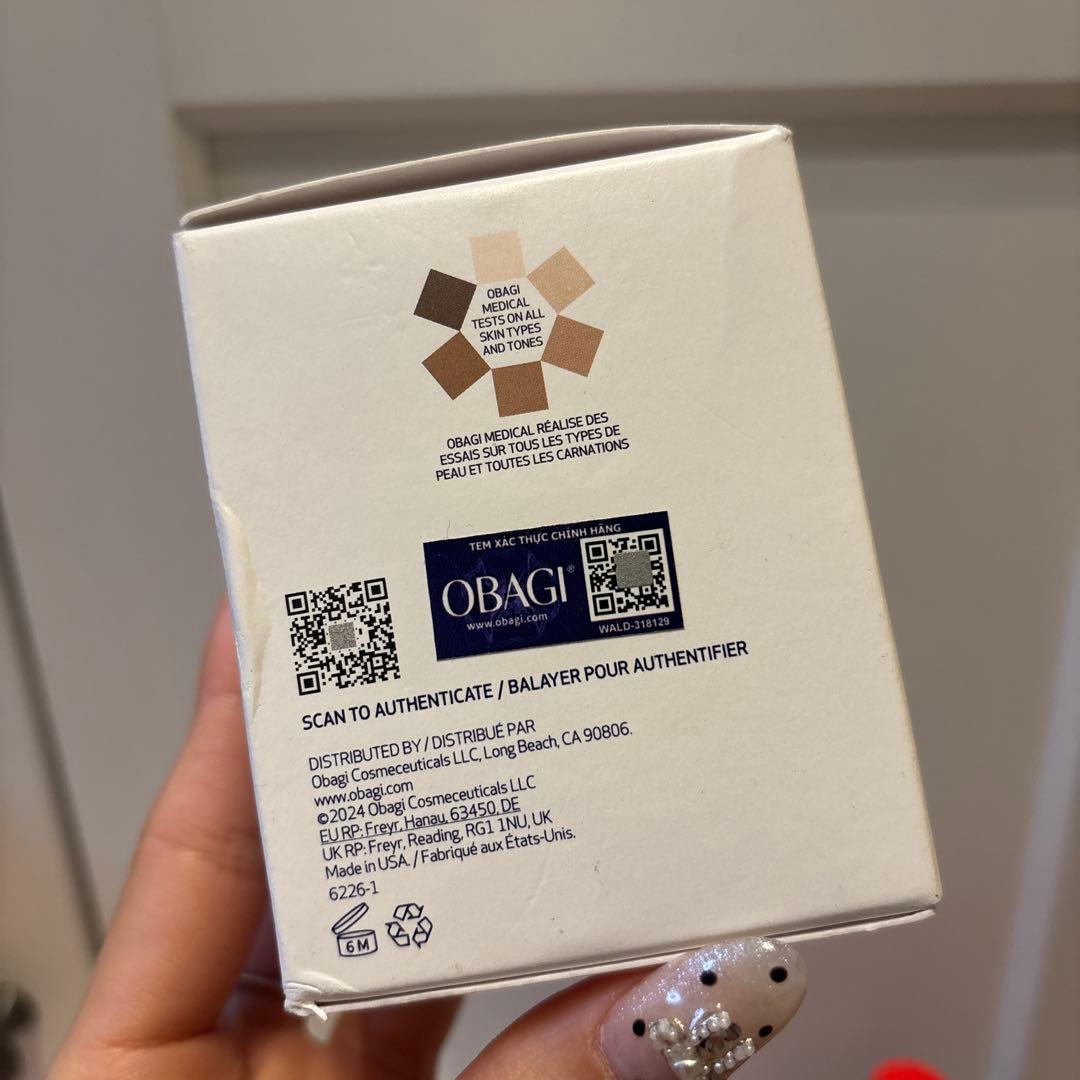 OBAGI
MEDICAL
TESTS ON ALL
SKIN TYPES
AND TONES
OBAGI MEDICAL RÉALISE DES
ESSAIS SUR TOUS LES TYPES DE
PEAU ET TOUTES LES CARNATIONS
TEM XÁC THỰC CHÍNH HÃNG
OBAGI®
www.obagi.com
WALD-318129
SCAN TO AUTHENTICATE / BALAYER POUR AUTHENTIFIER
DISTRIBUTED BY / DISTRIBUÉ PAR
Obagi Cosmeceuticals LLC, Long Beach, CA 90806.
www.obagi.com
©2024 Obagi Cosmeceuticals LLC
EU RP: Freyr, Hanau, 63450, DE
UK RP: Freyr, Reading, RG1 1NU, UK
Made in USA. / Fabriqué aux États-Unis.
6226-1
6 M